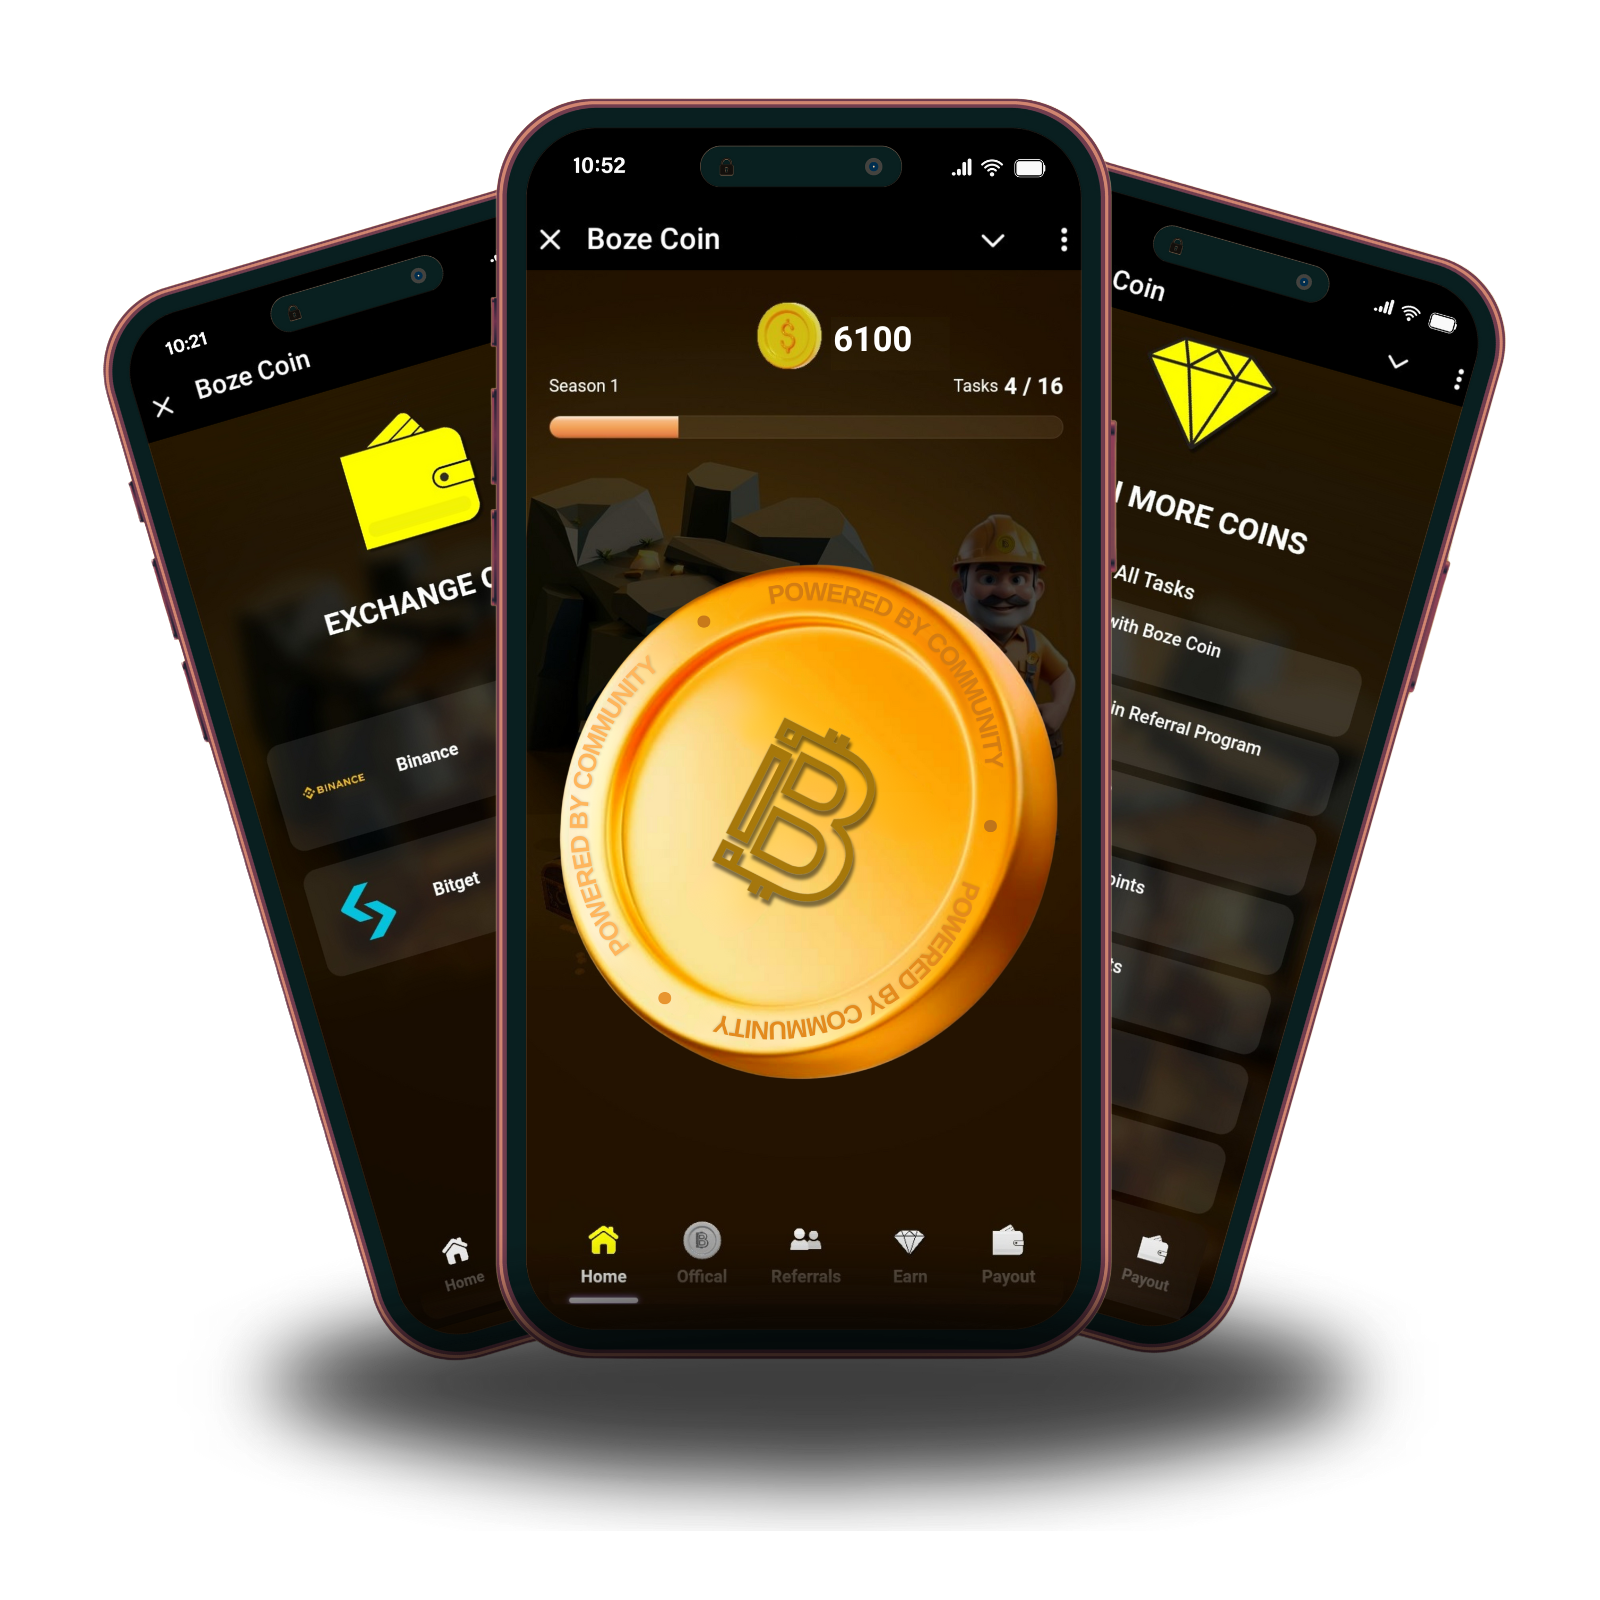 10:21
Boze Coin
EXCHANGE
BINANCE
Binance
Bitget
Home
10:52
Boze Coin
6100
Season 1
Tasks 4 / 16
POWERED BY COMMUNITY
POWERED BY COMMUNITY
POWERED BY COMMUNITY
Home
Offical
Referrals
Earn
Payout
Coin
MORE COINS
All Tasks
with Boze Coin
in Referral Program
oints
ts
Payout